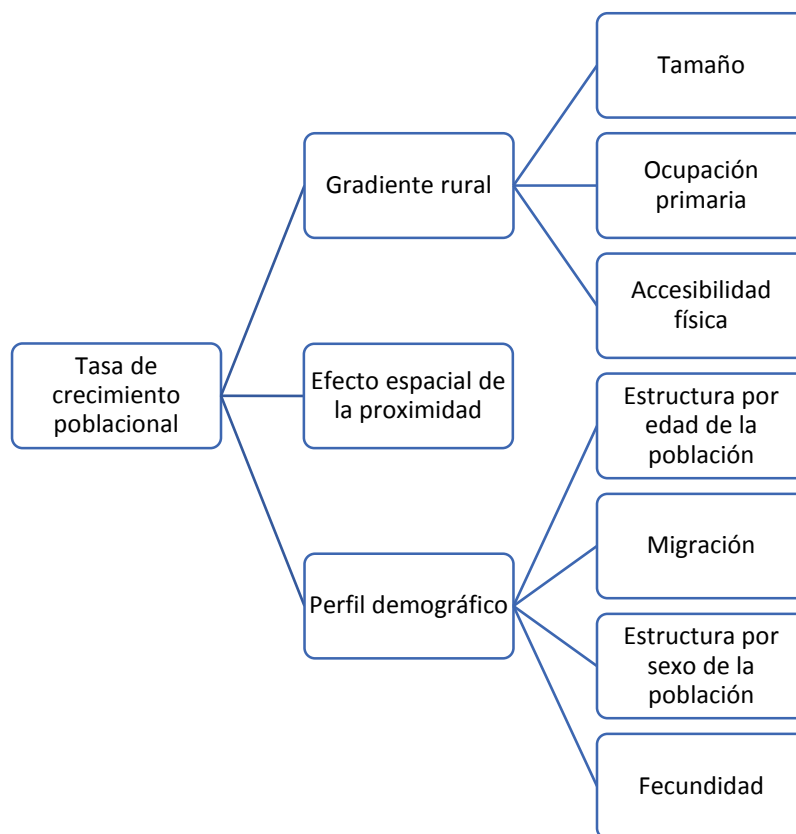 Tamaño
Gradiente rural
Ocupación
primaria
Accesibilidad
física
Tasa de
crecimiento
poblacional
Efecto espacial de
la proximidad
Estructura por
edad de la
población
Migración
Perfil demográfico
Estructura por
sexo de la
población
Fecundidad